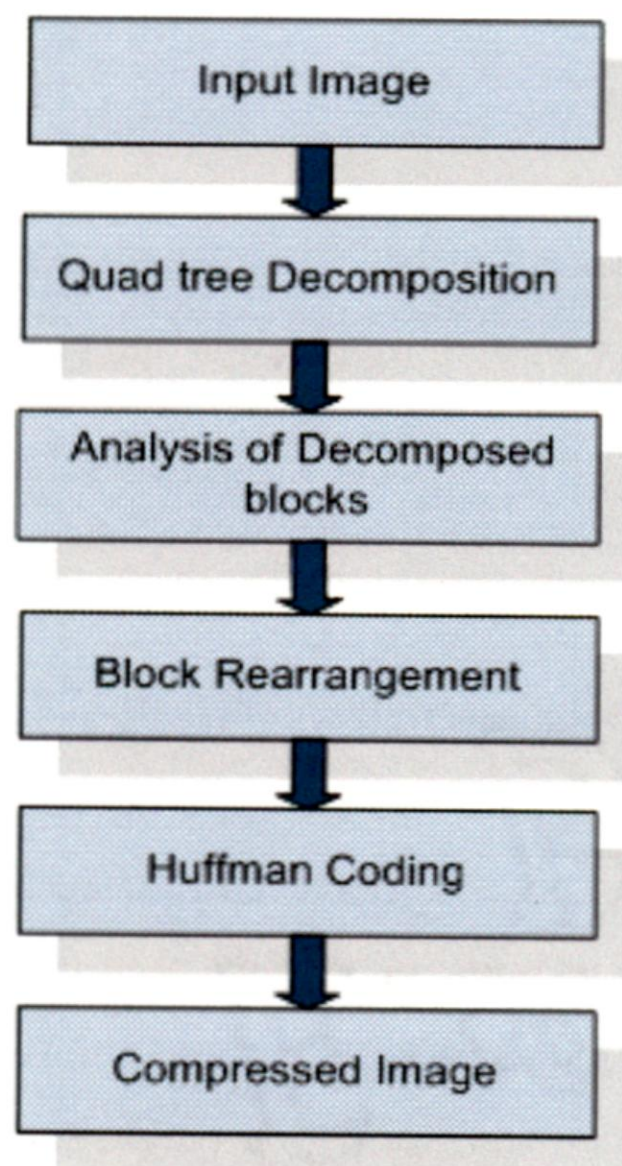 Input Image
Quad tree Decomposition
Analysis of Decomposed
blocks
Block Rearrangement
Huffman Coding
Compressed Image